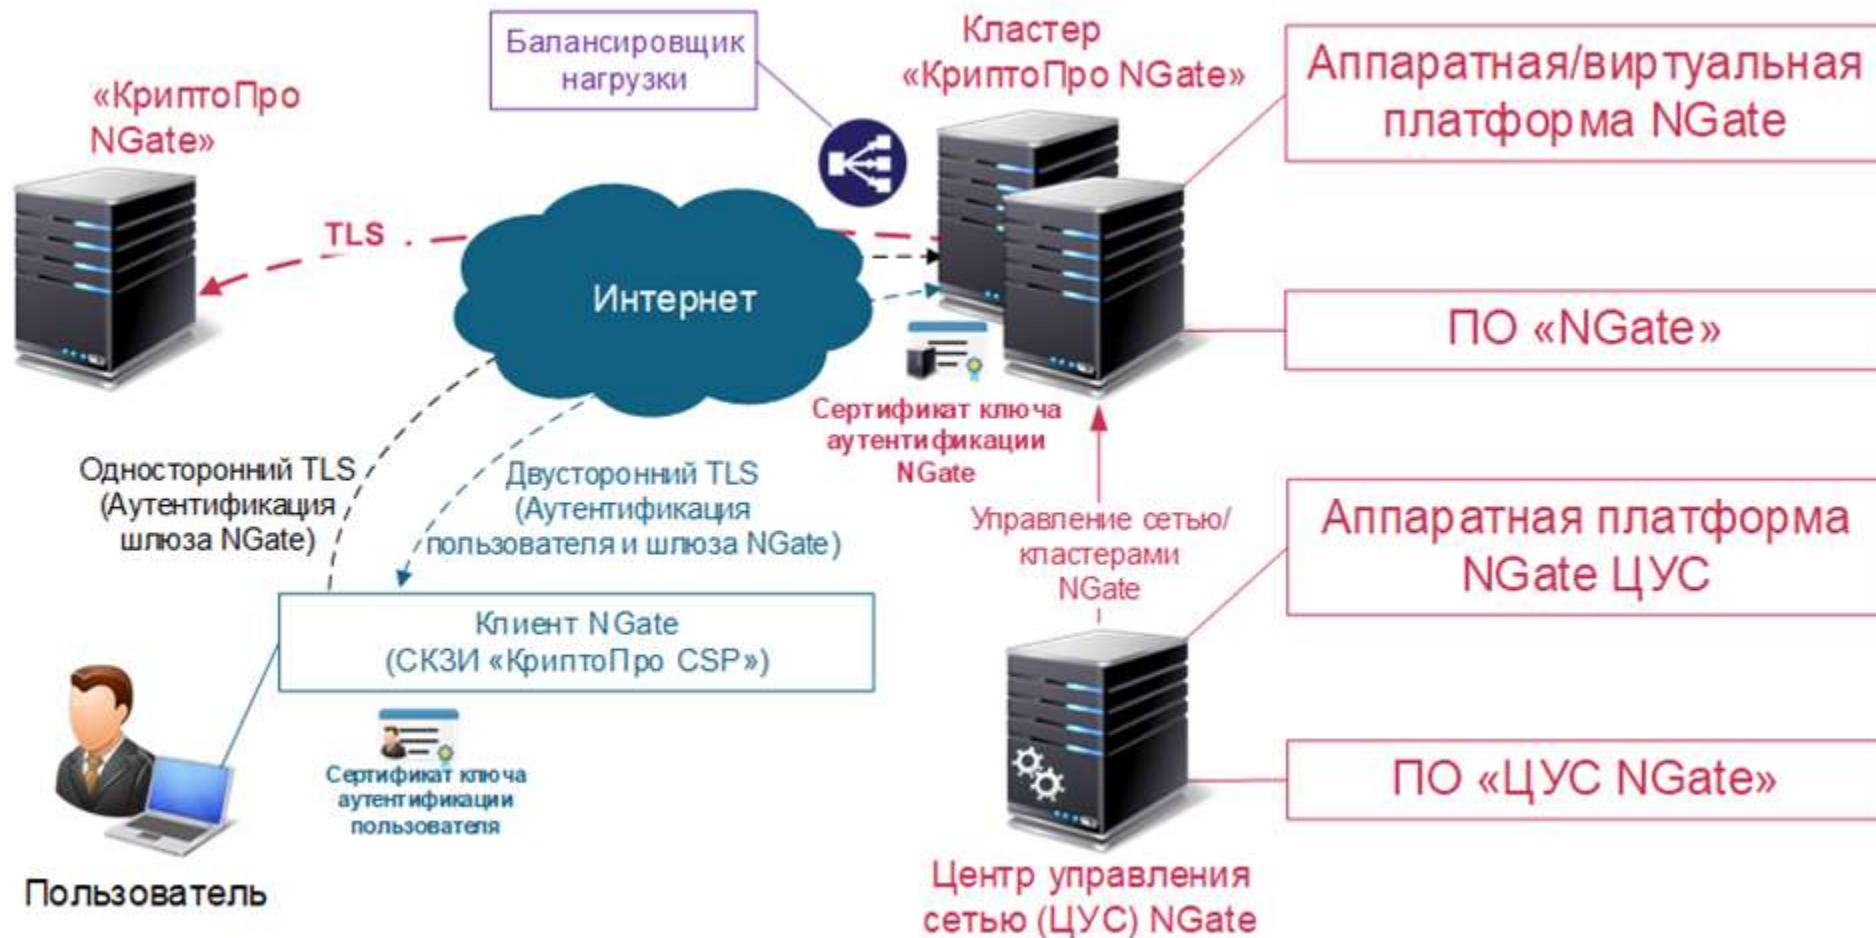 «КриптоПро
NGate»
Балансировщик
нагрузки
Кластер
«КриптоПро NGate»
Аппаратная/виртуальная
платформа NGate
TLS
Интернет
ПО «NGate»
Сертификат ключа
аутентификации
NGate
Односторонний TLS
(Аутентификация
шлюза NGate)
Двусторонний TLS
(Аутентификация
пользователя и шлюза NGate)
Управление сетью/
кластерами
NGate
Аппаратная платформа
NGate ЦУС
Клиент NGate
(СКЗИ «КриптоПро CSP»)
Сертификат ключа
аутентификации
пользователя
ПО «ЦУС NGate»
Пользователь
Центр управления
сетью (ЦУС) NGate